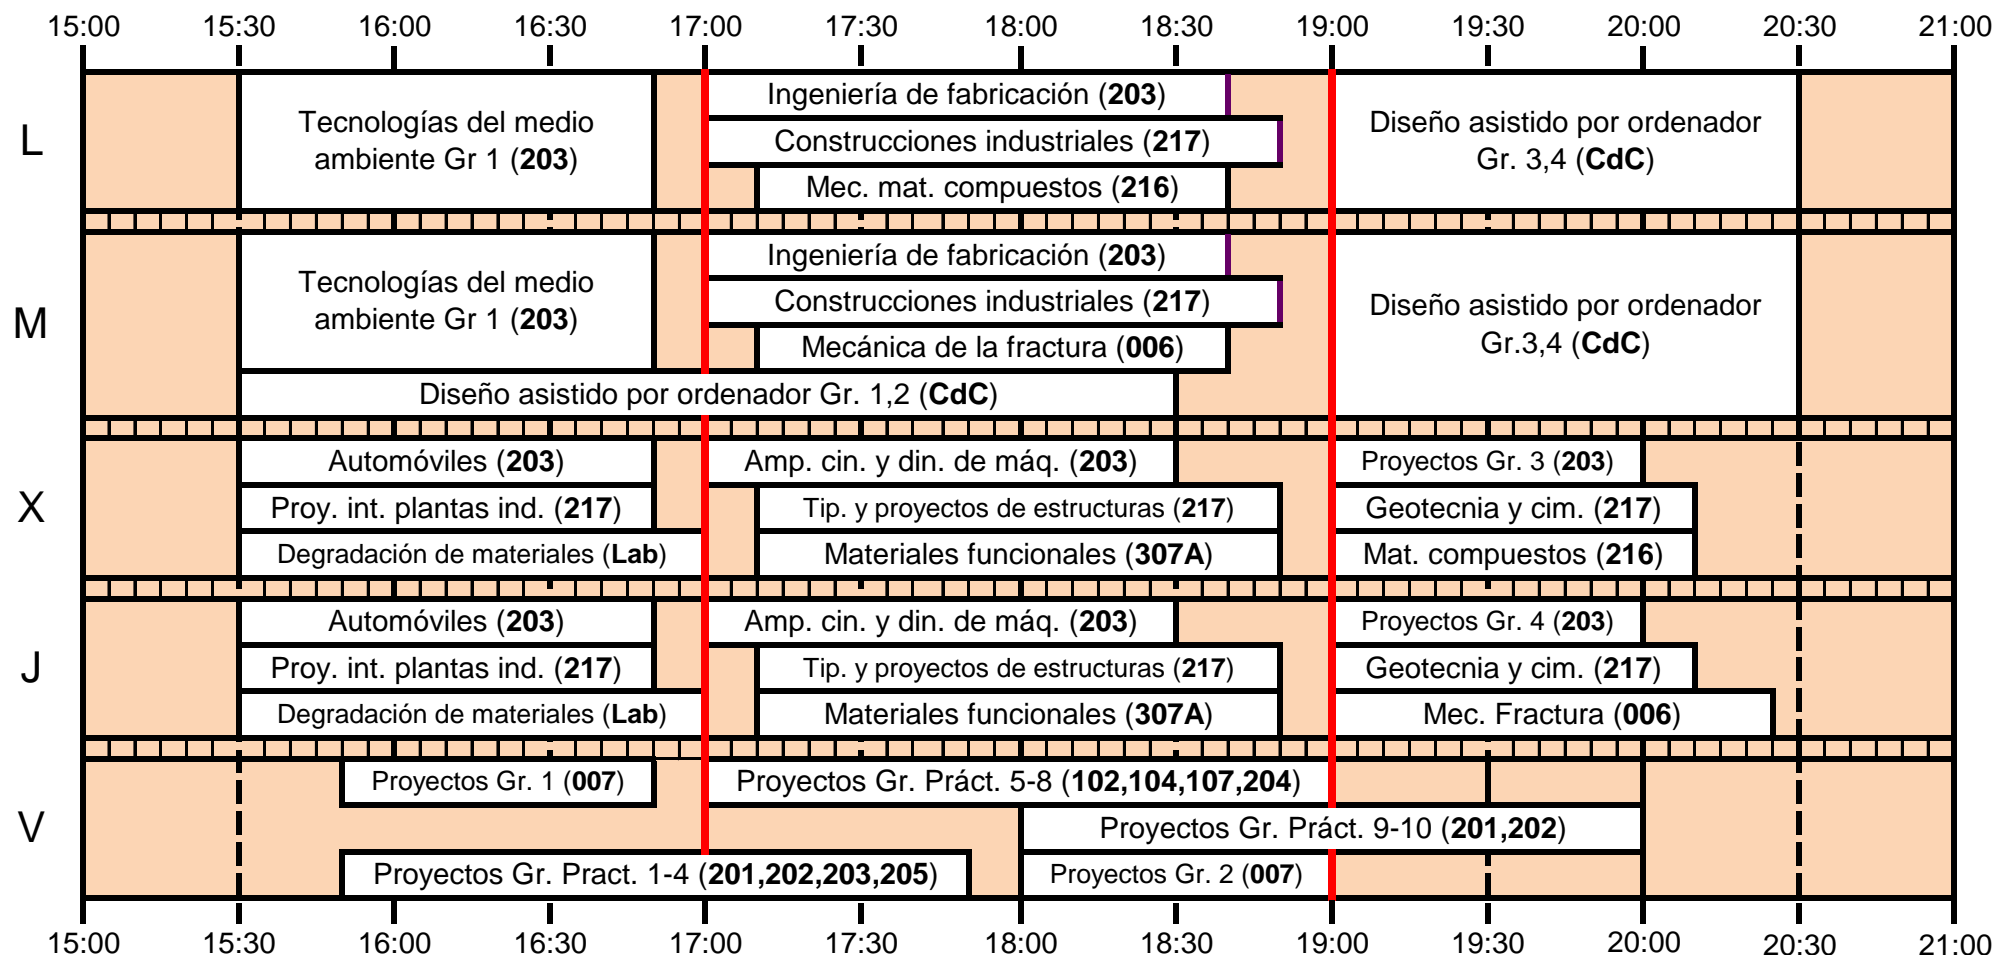 15:00 15:30 16:00 16:30 17:00 17:30 18:00 18:30 19:00 19:30 20:00 20:30 21:00
L
Tecnologías del medio
ambiente Gr 1 (203)
Ingeniería de fabricación (203)
Construcciones industriales (217)
Mec. mat. compuestos (216)
Diseño asistido por ordenador
Gr. 3,4 (CdC)
M
Tecnologías del medio
ambiente Gr 1 (203)
Ingeniería de fabricación (203)
Construcciones industriales (217)
Mecánica de la fractura (006)
Diseño asistido por ordenador Gr. 1,2 (CdC)
Diseño asistido por ordenador
Gr.3,4 (CdC)
X
Automóviles (203)
Proy. int. plantas ind. (217)
Degradación de materiales (Lab)
Amp. cin. y din. de máq. (203)
Tip. y proyectos de estructuras (217)
Materiales funcionales (307A)
Proyectos Gr. 3 (203)
Geotecnia y cim. (217)
Mat. compuestos (216)
J
Automóviles (203)
Proy. int. plantas ind. (217)
Degradación de materiales (Lab)
Amp. cin. y din. de máq. (203)
Tip. y proyectos de estructuras (217)
Materiales funcionales (307A)
Proyectos Gr. 4 (203)
Geotecnia y cim. (217)
Mec. Fractura (006)
V
Proyectos Gr. 1 (007)
Proyectos Gr. Práct. 5-8 (102,104,107,204)
Proyectos Gr. Práct. 9-10 (201,202)
Proyectos Gr. Pract. 1-4 (201,202,203,205)
Proyectos Gr. 2 (007)
15:00 15:30 16:00 16:30 17:00 17:30 18:00 18:30 19:00 19:30 20:00 20:30 21:00